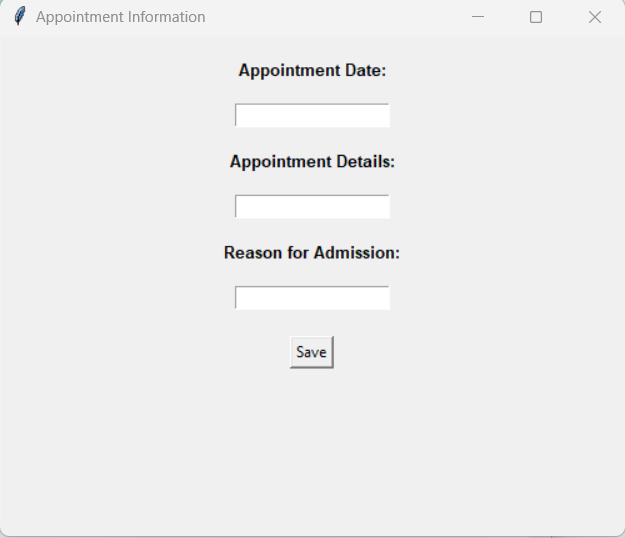 Appointment Information
Appointment Date:
Appointment Details:
Reason for Admission:
Save